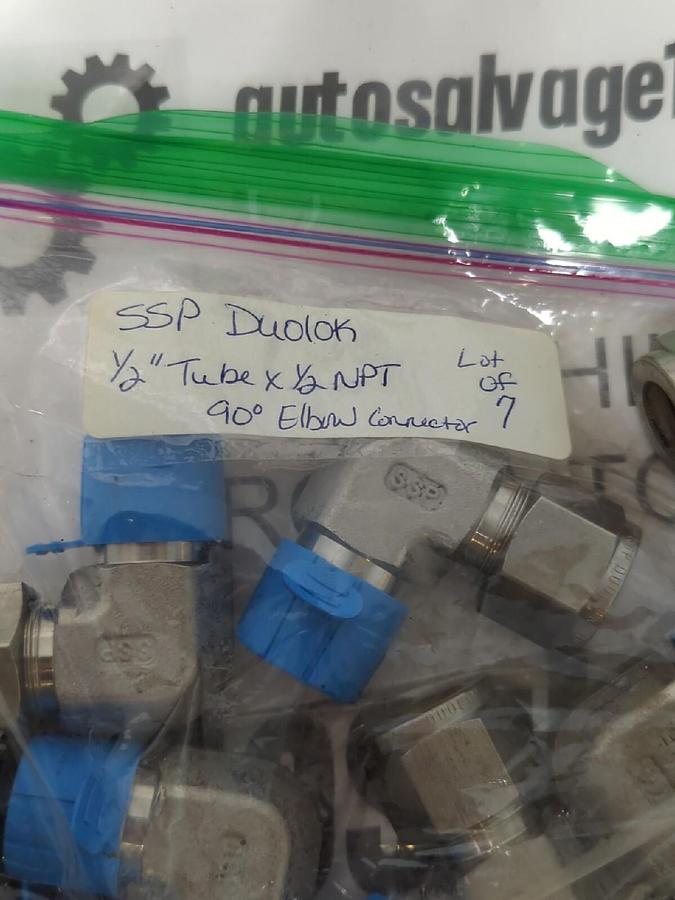 autosalvage
SSP Duolok
1/2" Tube x 1/2 NPT
Lot
of
7
90° Elbow Connector
SSP
SSP